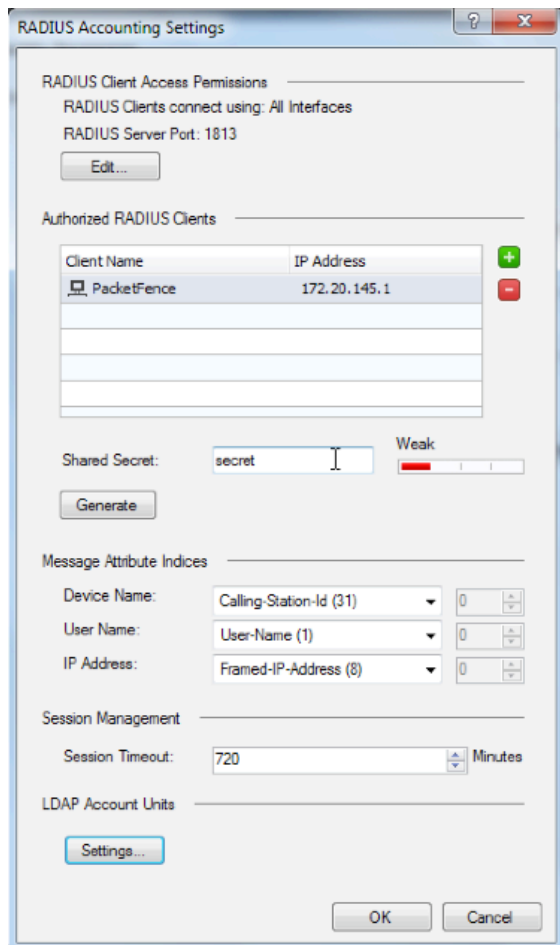 RADIUS Accounting Settings
RADIUS Client Access Permissions
RADIUS Clients connect using: All Interfaces
RADIUS Server Port: 1813
Edit...
Authorized RADIUS Clients
Client Name IP Address
PacketFence 172.20.145.1
Weak
Shared Secret: secret
Generate
Message Attribute Indices
Device Name: Calling-Station-Id (31) 0
User Name: User-Name (1) 0
IP Address: Framed-IP-Address (8) 0
Session Management
Session Timeout: 720 Minutes
LDAP Account Units
Settings...
OK Cancel